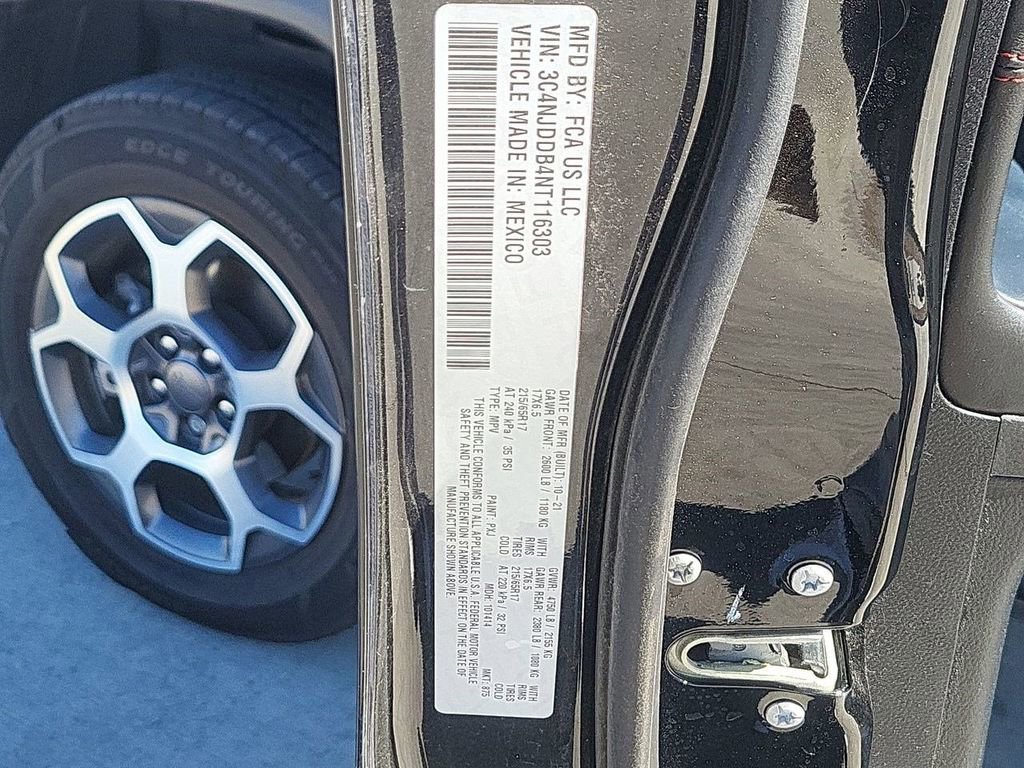 MFD BY: FCA US LLC
VIN: 3C4NJDDB4NT116303
VEHICLE MADE IN: MEXICO
DATE OF MFR (BUILT): 10-21 GVWR: 4750 LB / 2155 KG
GAWR FRONT: 2600 LB / 1180 KG WITH GAWR REAR: 2380 LB / 1080 KG WITH
17X6.5 RIMS 17X6.5 RIMS
215/65R17 TIRES 215/65R17 TIRES
AT 240 kPa / 35 PSI COLD AT 220 kPa / 32 PSI COLD
TYPE: MPV PAINT: PXJ MDH: 101414 MKT: 875
THIS VEHICLE CONFORMS TO ALL APPLICABLE U.S.A. FEDERAL MOTOR VEHICLE
SAFETY AND THEFT PREVENTION STANDARDS IN EFFECT ON THE DATE OF
MANUFACTURE SHOWN ABOVE
EDGE TOURING